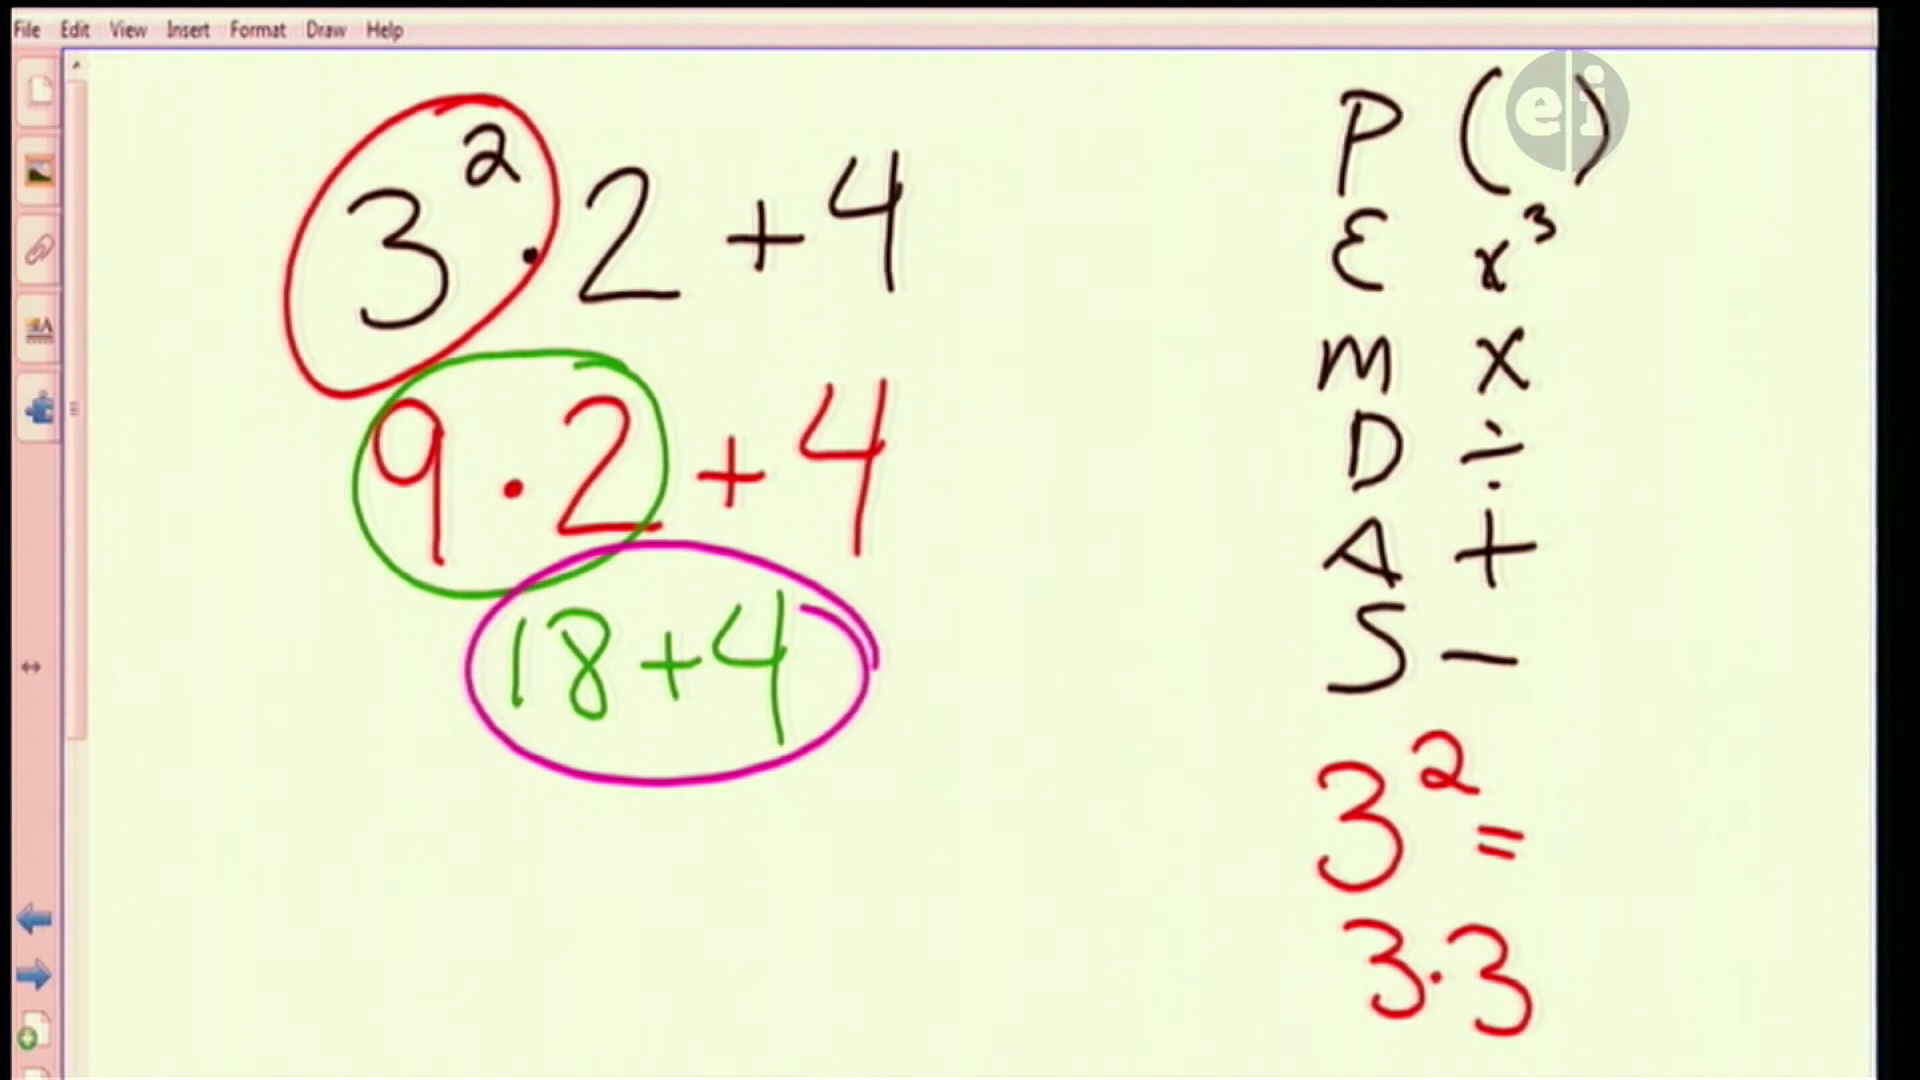 File Edit View Insert Format Draw Help
3² · 2 + 4
9 · 2 + 4
18 + 4
P ( )
E x³
M x
D ÷
A +
S −
3² =
3 · 3
ei